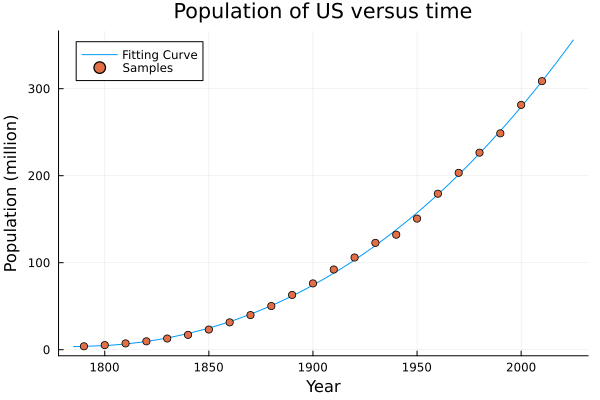 Population of US versus time
Fitting Curve
Samples
Population (million)
300
200
100
0
1800 1850 1900 1950 2000
Year